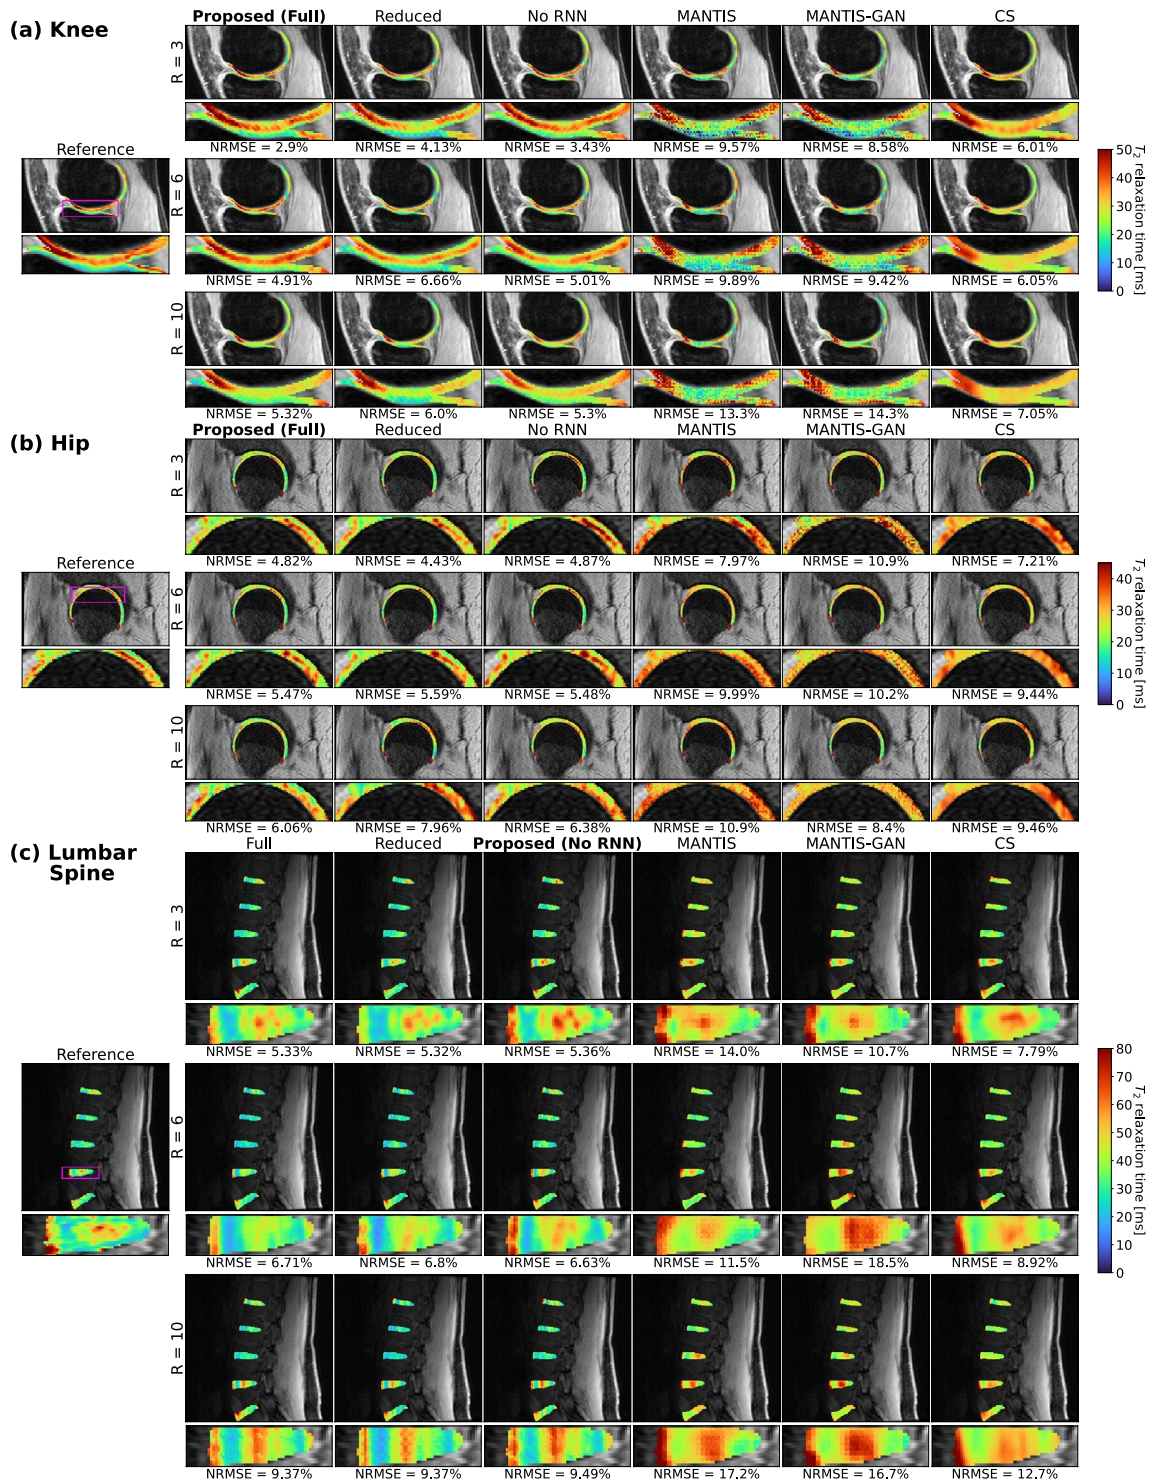 (a) Knee
Proposed (Full) Reduced No RNN MANTIS MANTIS-GAN CS
R = 3
NRMSE = 2.9% NRMSE = 4.13% NRMSE = 3.43% NRMSE = 9.57% NRMSE = 8.58% NRMSE = 6.01%
Reference
R = 6
NRMSE = 4.91% NRMSE = 6.66% NRMSE = 5.01% NRMSE = 9.89% NRMSE = 9.42% NRMSE = 6.05%
R = 10
NRMSE = 5.32% NRMSE = 6.0% NRMSE = 5.3% NRMSE = 13.3% NRMSE = 14.3% NRMSE = 7.05%
50
40
30
20
10
0
T2 relaxation time [ms]
(b) Hip
Proposed (Full) Reduced No RNN MANTIS MANTIS-GAN CS
R = 3
NRMSE = 4.82% NRMSE = 4.43% NRMSE = 4.87% NRMSE = 7.97% NRMSE = 10.9% NRMSE = 7.21%
Reference
R = 6
NRMSE = 5.47% NRMSE = 5.59% NRMSE = 5.48% NRMSE = 9.99% NRMSE = 10.2% NRMSE = 9.44%
R = 10
NRMSE = 6.06% NRMSE = 7.96% NRMSE = 6.38% NRMSE = 10.9% NRMSE = 8.4% NRMSE = 9.46%
40
30
20
10
0
T2 relaxation time [ms]
(c) Lumbar
Spine
Full Reduced Proposed (No RNN) MANTIS MANTIS-GAN CS
R = 3
NRMSE = 5.33% NRMSE = 5.32% NRMSE = 5.36% NRMSE = 14.0% NRMSE = 10.7% NRMSE = 7.79%
Reference
R = 6
NRMSE = 6.71% NRMSE = 6.8% NRMSE = 6.63% NRMSE = 11.5% NRMSE = 18.5% NRMSE = 8.92%
R = 10
NRMSE = 9.37% NRMSE = 9.37% NRMSE = 9.49% NRMSE = 17.2% NRMSE = 16.7% NRMSE = 12.7%
80
70
60
50
40
30
20
10
0
T2 relaxation time [ms]